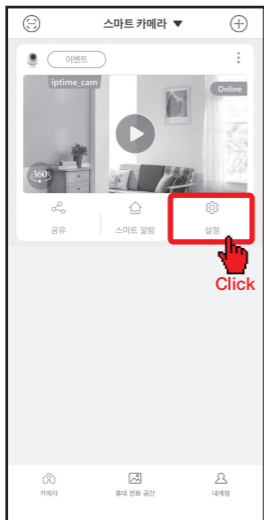 스마트 카메라 ▼
이벤트
iptime_cam
Online
360°
공유
스마트 알람
설정
Click
카메라
휴대 전화 공간
내계정